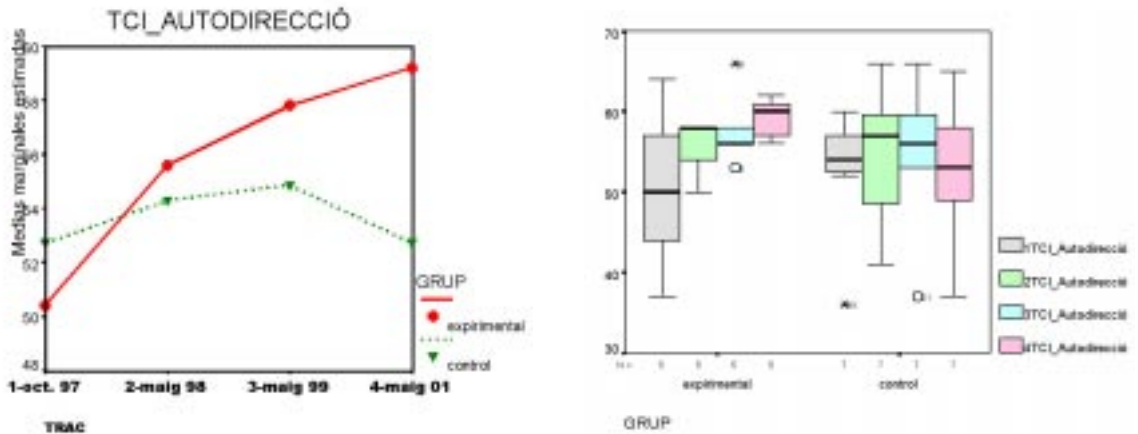 TCI_AUTODIRECCIÓ
Medias marginales estimadas
60
58
56
54
52
50
48
1-oct. 97
2-maig 98
3-maig 99
4-maig 01
TRAC
GRUP
expirimental
control
70
60
50
40
30
expirimental
control
GRUP
1TCI_Autodirecció
2TCI_Autodirecció
3TCI_Autodirecció
4TCI_Autodirecció